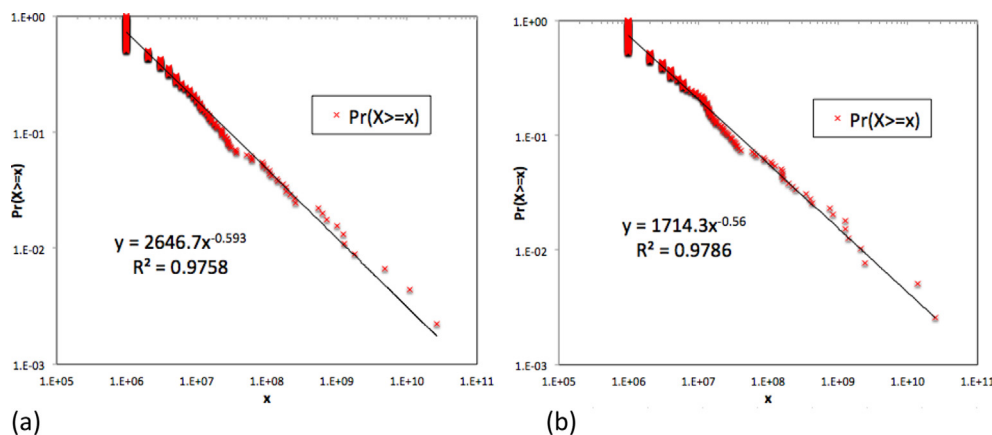 1.E+00
1.E-01
1.E-02
1.E-03
Pr(X>=x)
× Pr(X>=x)
y = 2646.7x^-0.593
R² = 0.9758
1.E+05 1.E+06 1.E+07 1.E+08 1.E+09 1.E+10 1.E+11
x
(a)
1.E+00
1.E-01
1.E-02
1.E-03
Pr(X>=x)
× Pr(X>=x)
y = 1714.3x^-0.56
R² = 0.9786
1.E+05 1.E+06 1.E+07 1.E+08 1.E+09 1.E+10 1.E+11
x
(b)